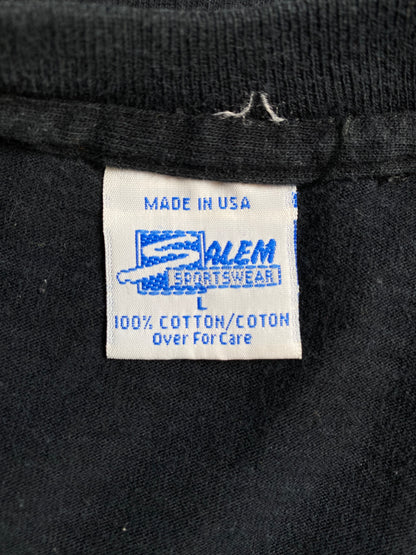 MADE IN USA
SALEM
SPORTSWEAR
L
100% COTTON/COTON
Over For Care